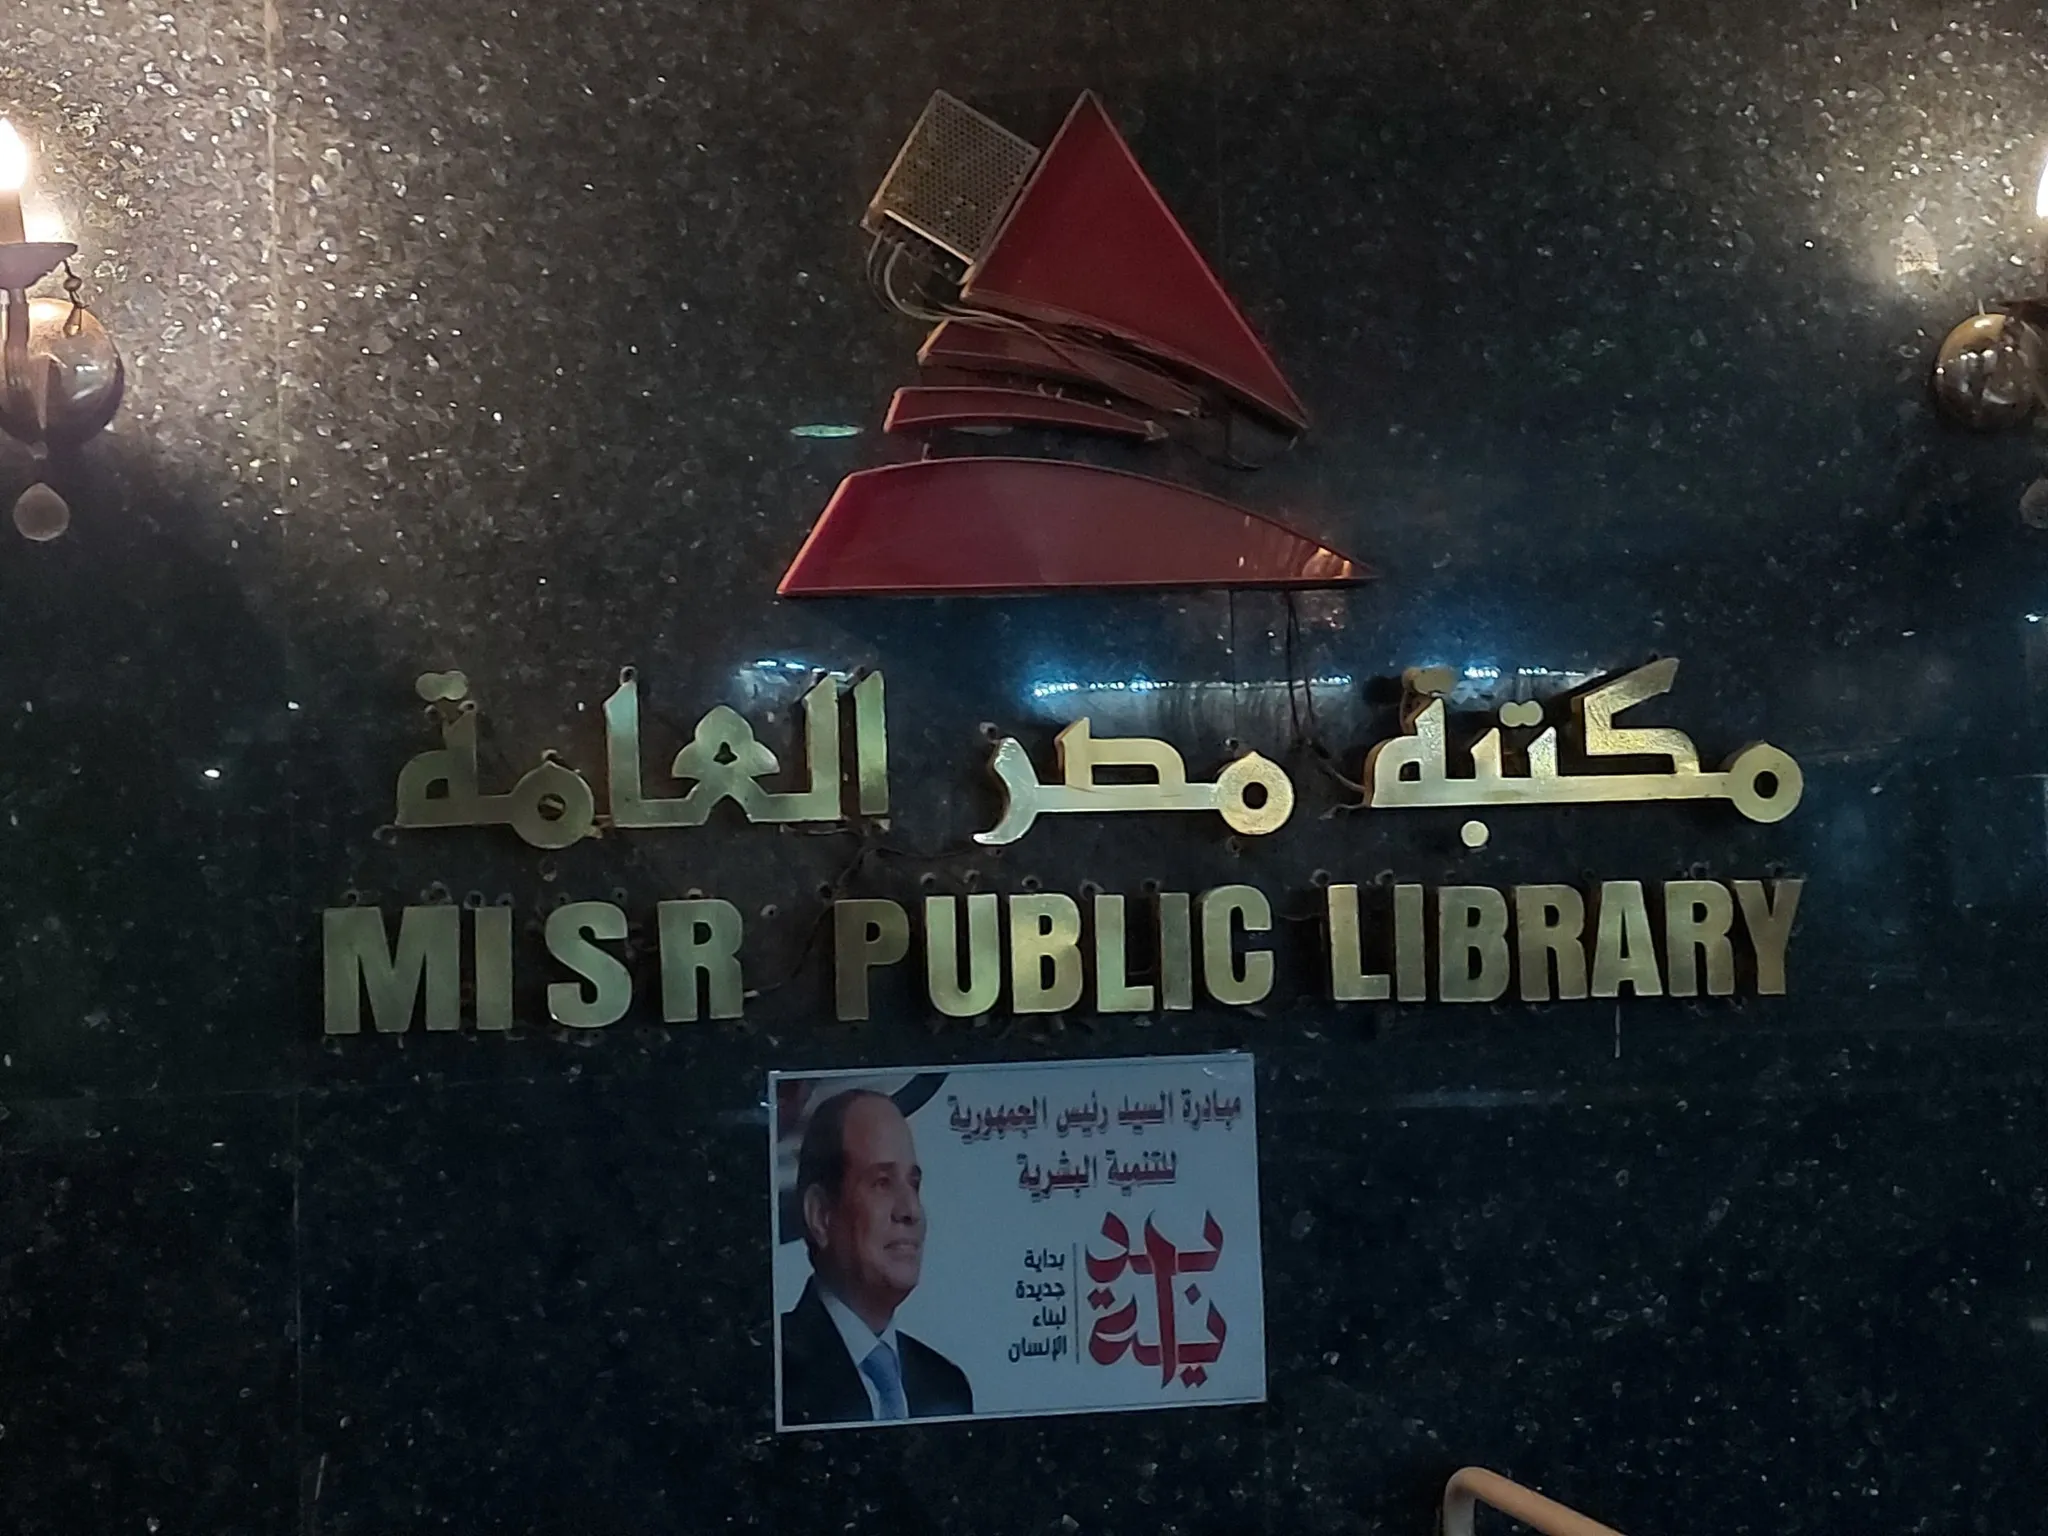 مكتبة مصر العامة
MISR PUBLIC LIBRARY
مبادرة السيد رئيس الجمهورية
للتنمية البشرية
بداية
بداية
جديدة
لبناء
الإنسان